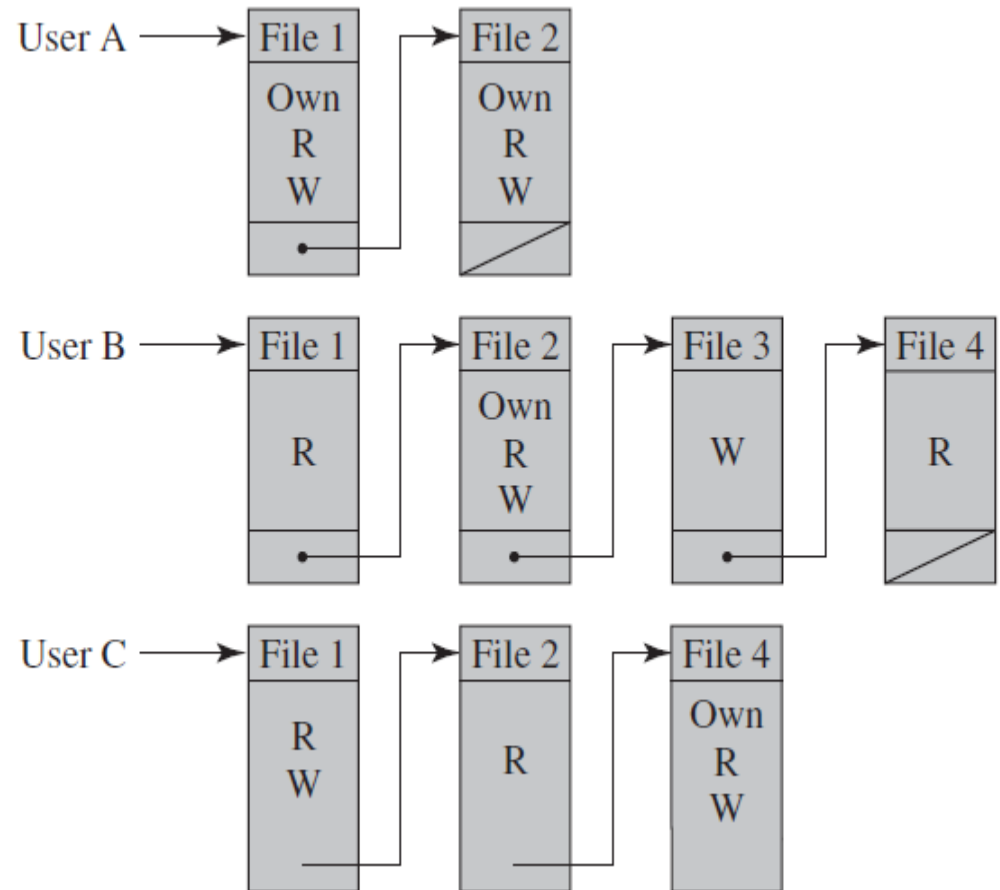 User A File 1 File 2
Own Own
R R
W W
User B File 1 File 2 File 3 File 4
R Own R W W R
User C File 1 File 2 File 4
R W R Own R W